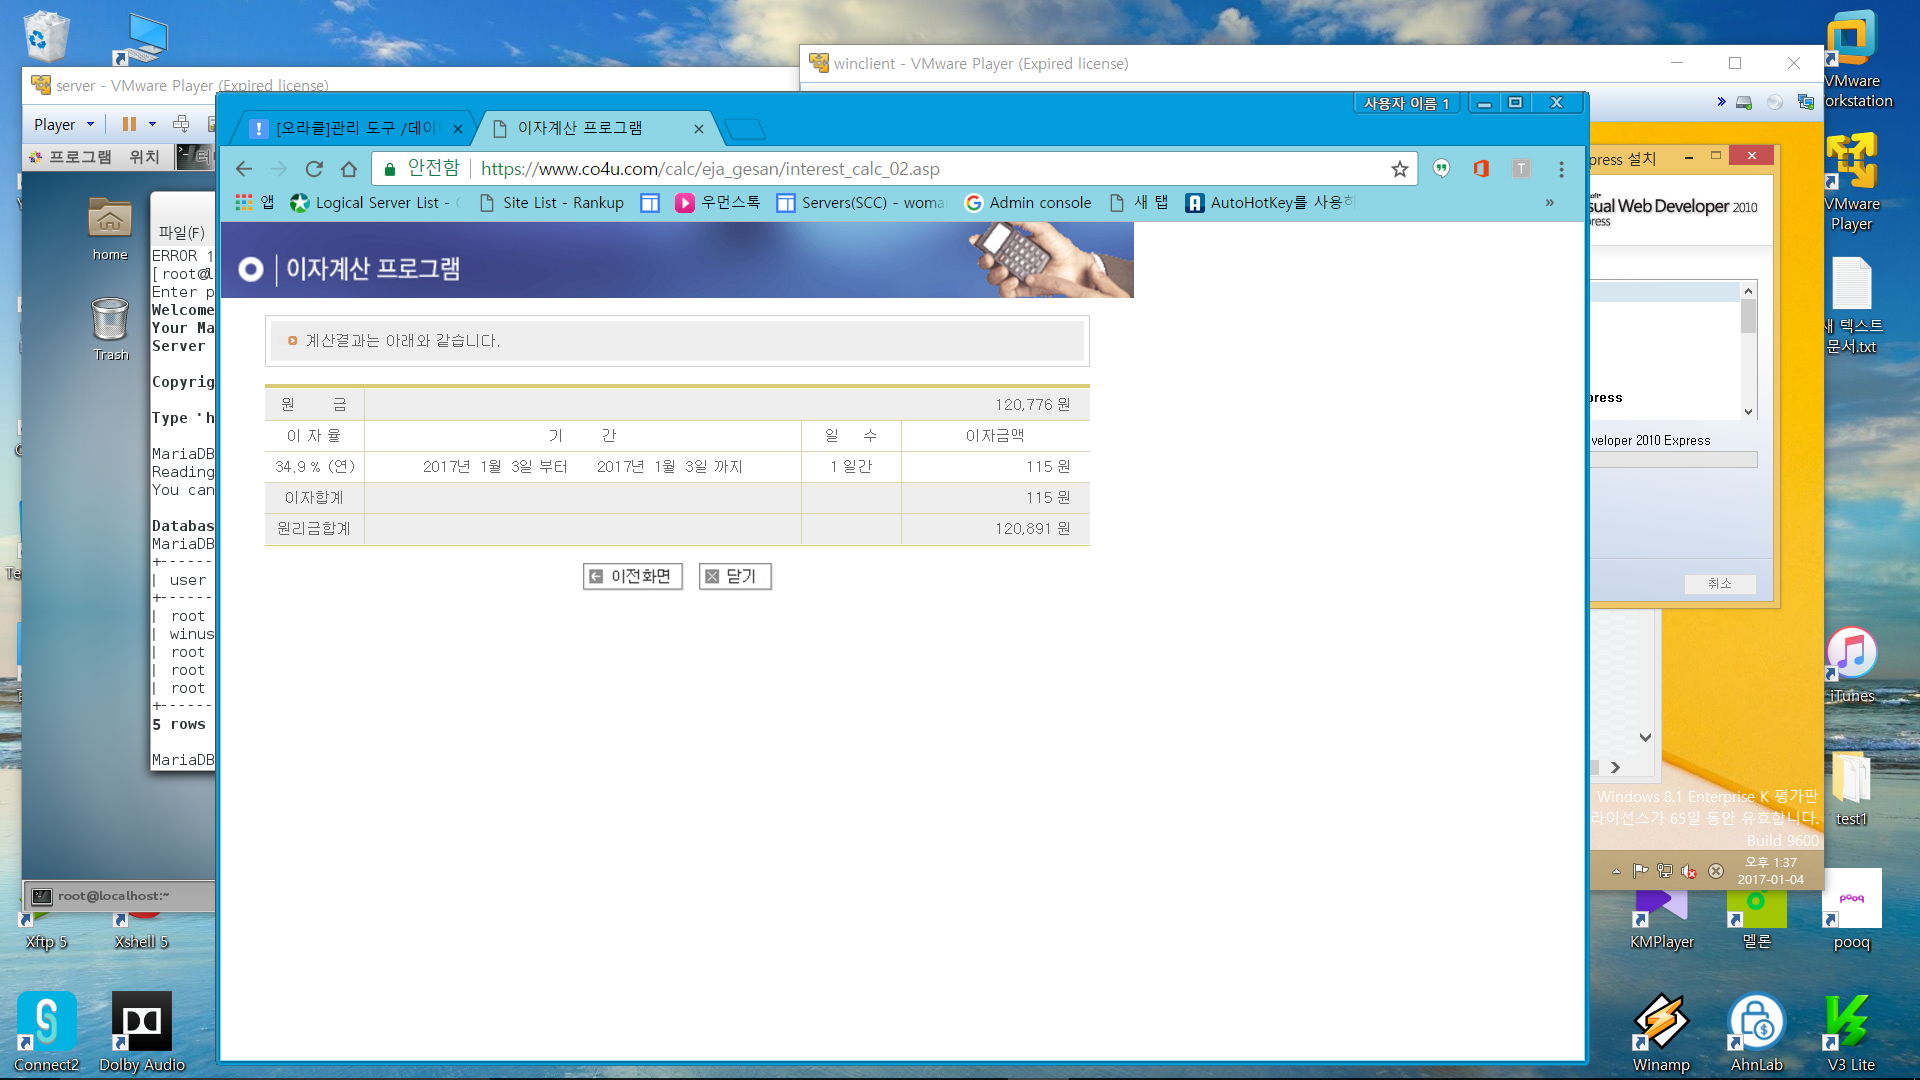 server - VMware Player (Expired license)
winclient - VMware Player (Expired license)
Player
프로그램 위치
home
Trash
파일(F)
ERROR 1
[root@l
Enter p
Welcome
Your Ma
Server
Copyrig
Type 'h
MariaDB
Reading
You can
Databas
MariaDB
+------
| user
+------
| root
| winus
| root
| root
| root
+------
5 rows
MariaDB
root@localhost:~
사용자 이름 1
[오라클]관리 도구 /데이
이자계산 프로그램
안전함
https://www.co4u.com/calc/eja_gesan/interest_calc_02.asp
앱
Logical Server List -
Site List - Rankup
우먼스톡
Servers(SCC) - woma
Admin console
새 탭
AutoHotKey를 사용하
»
이자계산 프로그램
계산결과는 아래와 같습니다.
원 금 120,776 원
이 자 율 기 간 일 수 이자금액
34.9 % (연) 2017년 1월 3일 부터 2017년 1월 3일 까지 1 일간 115 원
이자합계 115 원
원리금합계 120,891 원
이전화면
닫기
press 설치
sual Web Developer 2010
press
press
veloper 2010 Express
취소
Windows 8.1 Enterprise K 평가판
라이선스가 65일 동안 유효합니다.
Build 9600
오후 1:37
2017-01-04
VMware
orkstation
VMware
Player
새 텍스트
문서.txt
iTunes
test1
Xftp 5
Xshell 5
Connect2
Dolby Audio
KMPlayer
멜론
pooq
pooq
Winamp
AhnLab
V3 Lite